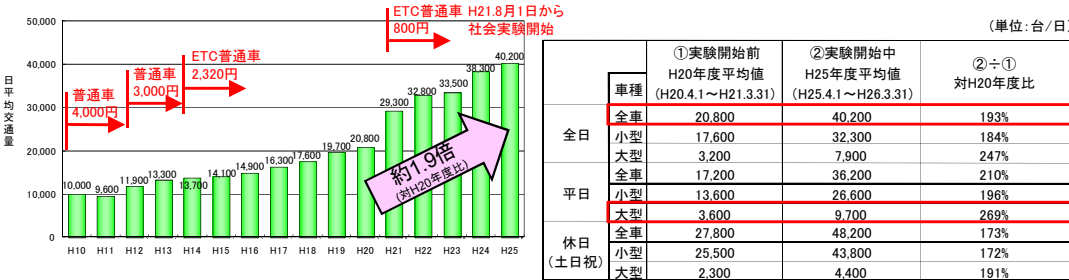 ETC普通車 H21.8月1日から
800円 社会実験開始
ETC普通車
2,320円
普通車
3,000円
普通車
4,000円
日平均交通量
50,000
40,000
30,000
20,000
10,000
0
10,000 9,600 11,900 13,300 13,700 14,100 14,900 16,300 17,600 19,700 20,800 29,300 32,800 33,500 38,300 40,200
約1.9倍
(対H20年度比)
H10 H11 H12 H13 H14 H15 H16 H17 H18 H19 H20 H21 H22 H23 H24 H25
(単位:台/日)
車種 ①実験開始前 ②実験開始中 ②÷①
H20年度平均値 H25年度平均値 対H20年度比
(H20.4.1~H21.3.31) (H25.4.1~H26.3.31)
全日 全車 20,800 40,200 193%
小型 17,600 32,300 184%
大型 3,200 7,900 247%
平日 全車 17,200 36,200 210%
小型 13,600 26,600 196%
大型 3,600 9,700 269%
休日 (土日祝) 全車 27,800 48,200 173%
小型 25,500 43,800 172%
大型 2,300 4,400 191%